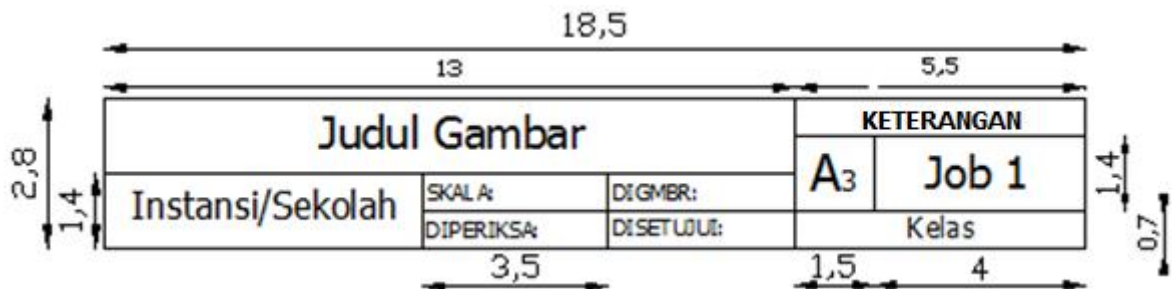 18,5
13
5,5
Judul Gambar
KETERANGAN
2,8
1,4
Instansi/Sekolah
SKALA:
DIGMBR:
A3
Job 1
1,4
DIPERIKSA:
DISETUJUI:
Kelas
0,7
3,5
1,5
4